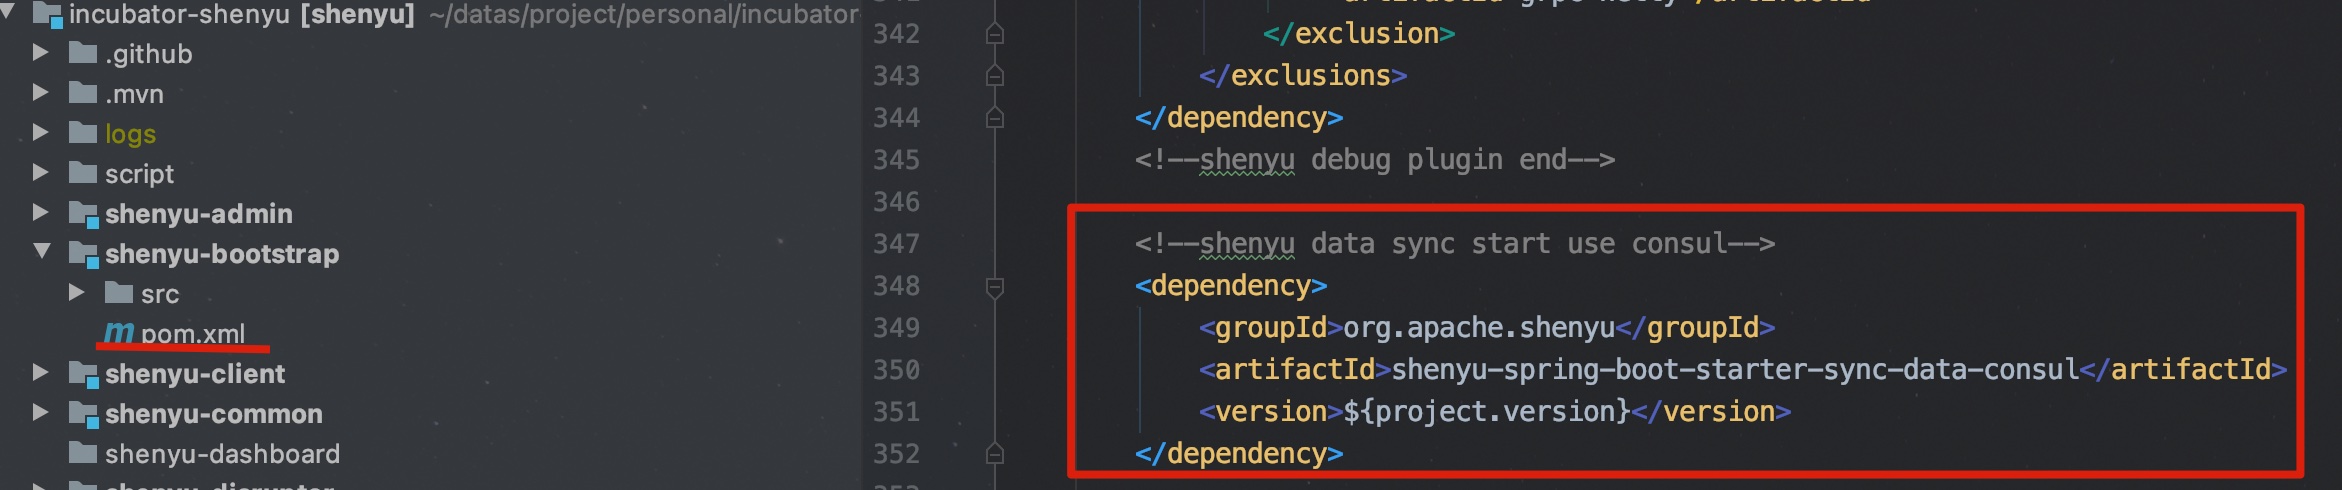 incubator-shenyu [shenyu] ~/datas/project/personal/incubator-
.github
.mvn
logs
script
shenyu-admin
shenyu-bootstrap
src
pom.xml
shenyu-client
shenyu-common
shenyu-dashboard
shenyu-disruptor
342 </exclusion>
343 </exclusions>
344 </dependency>
345 <!--shenyu debug plugin end-->
346
347 <!--shenyu data sync start use consul-->
348 <dependency>
349 <groupId>org.apache.shenyu</groupId>
350 <artifactId>shenyu-spring-boot-starter-sync-data-consul</artifactId>
351 <version>${project.version}</version>
352 </dependency>